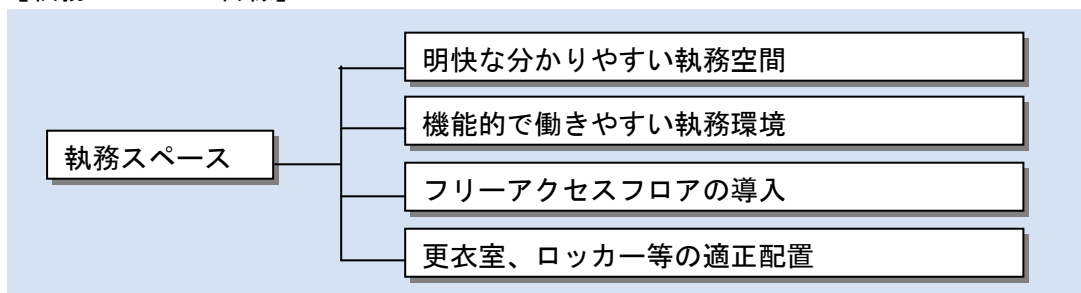 執務スペース
明快な分かりやすい執務空間
機能的で働きやすい執務環境
フリーアクセスフロアの導入
更衣室、ロッカー等の適正配置